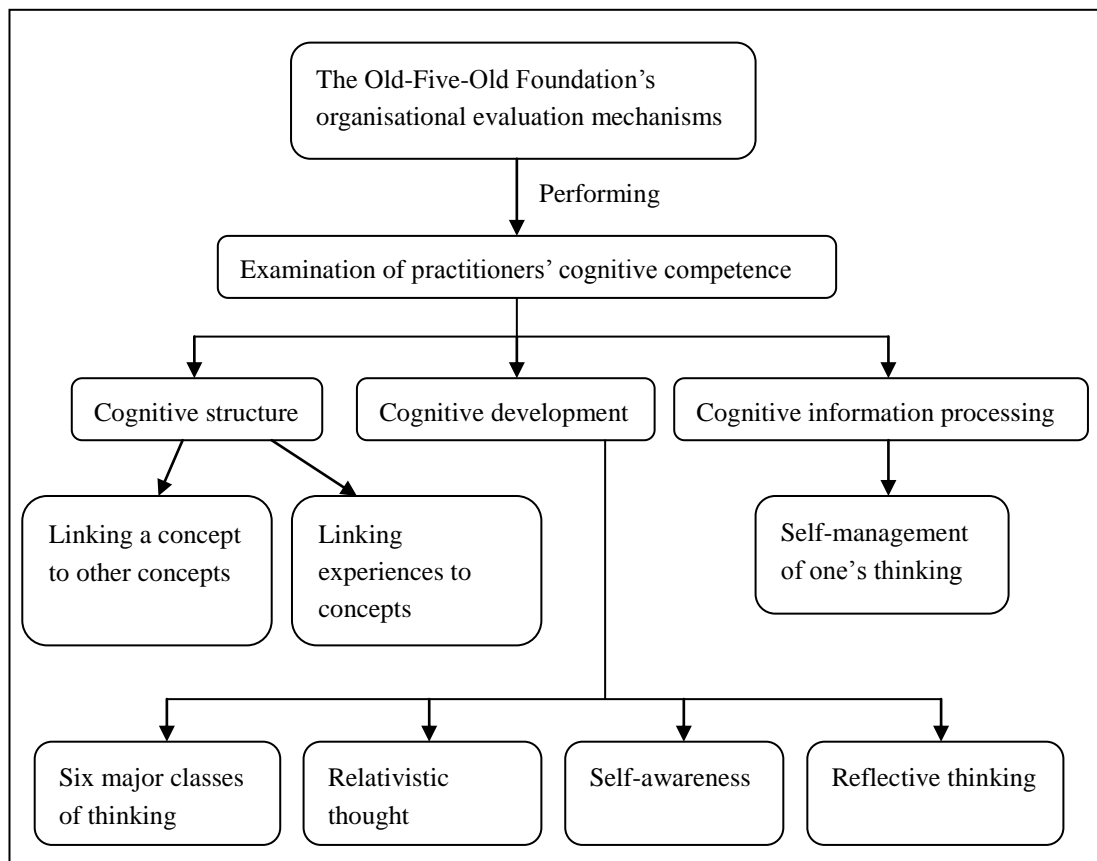 The Old-Five-Old Foundation’s
organisational evaluation mechanisms
Performing
Examination of practitioners’ cognitive competence
Cognitive structure
Cognitive development
Cognitive information processing
Linking a concept
to other concepts
Linking
experiences to
concepts
Self-management
of one’s thinking
Six major classes
of thinking
Relativistic
thought
Self-awareness
Reflective thinking